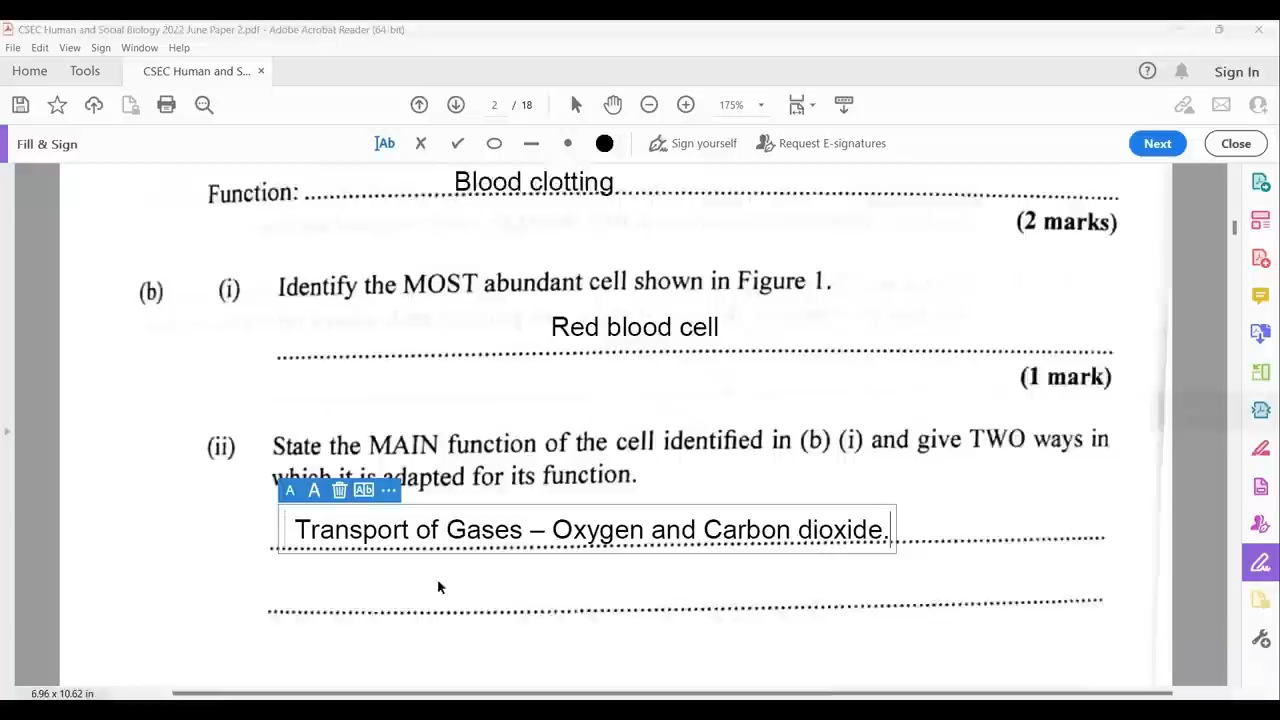 CSEC Human and Social Biology 2022 June Paper 2.pdf - Adobe Acrobat Reader (64-bit)
File Edit View Sign Window Help
Home Tools CSEC Human and S... × Sign In
2 / 18 175%
Fill & Sign Ab Sign yourself Request E-signatures Next Close
Blood clotting
Function:
(2 marks)
(b) (i) Identify the MOST abundant cell shown in Figure 1.
Red blood cell
(1 mark)
(ii) State the MAIN function of the cell identified in (b) (i) and give TWO ways in
which it is adapted for its function.
A A Ab ...
Transport of Gases – Oxygen and Carbon dioxide.
6.96 x 10.62 in